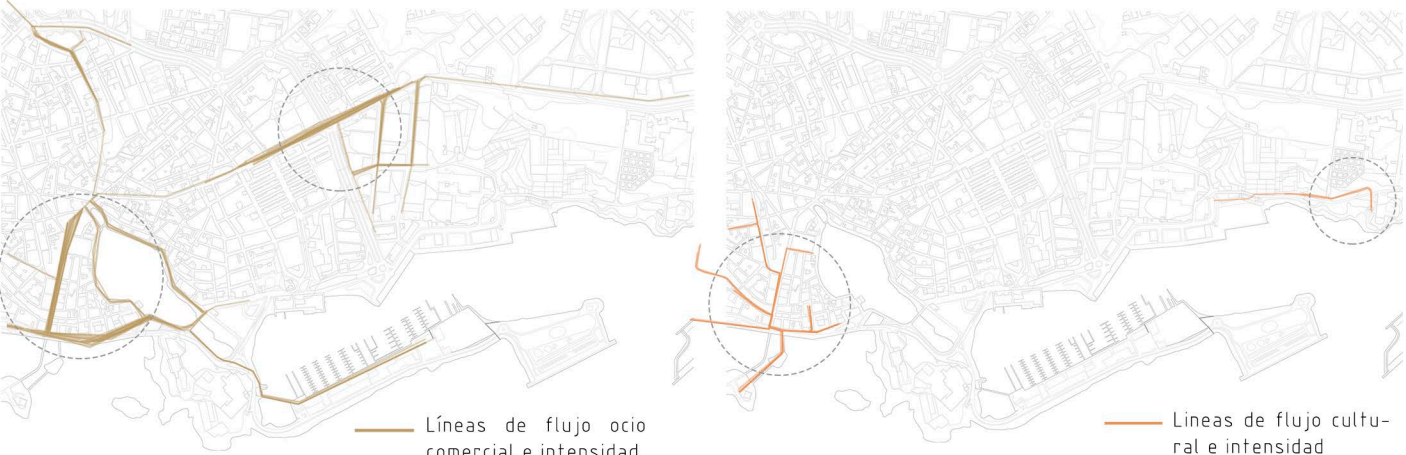 Líneas de flujo ocio
comercial e intensidad
Lineas de flujo cultu-
ral e intensidad